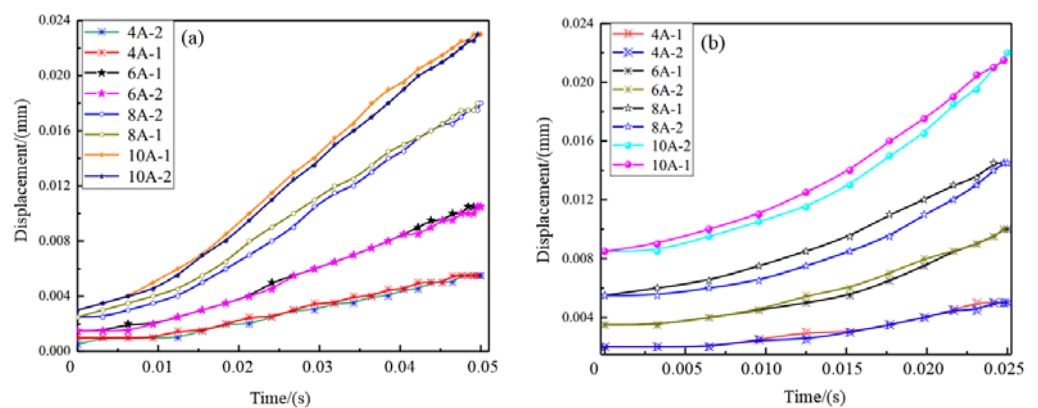 0.024
0.020
0.016
0.012
0.008
0.004
0.000
Displacement/(mm)
(a)
4A-2
4A-1
6A-1
6A-2
8A-2
8A-1
10A-1
10A-2
0
0.01
0.02
0.03
0.04
0.05
Time/(s)
0.024
0.020
0.016
0.012
0.008
0.004
Displacement/(mm)
(b)
4A-1
4A-2
6A-1
6A-2
8A-1
8A-2
10A-2
10A-1
0
0.005
0.010
0.015
0.020
0.025
Time/(s)